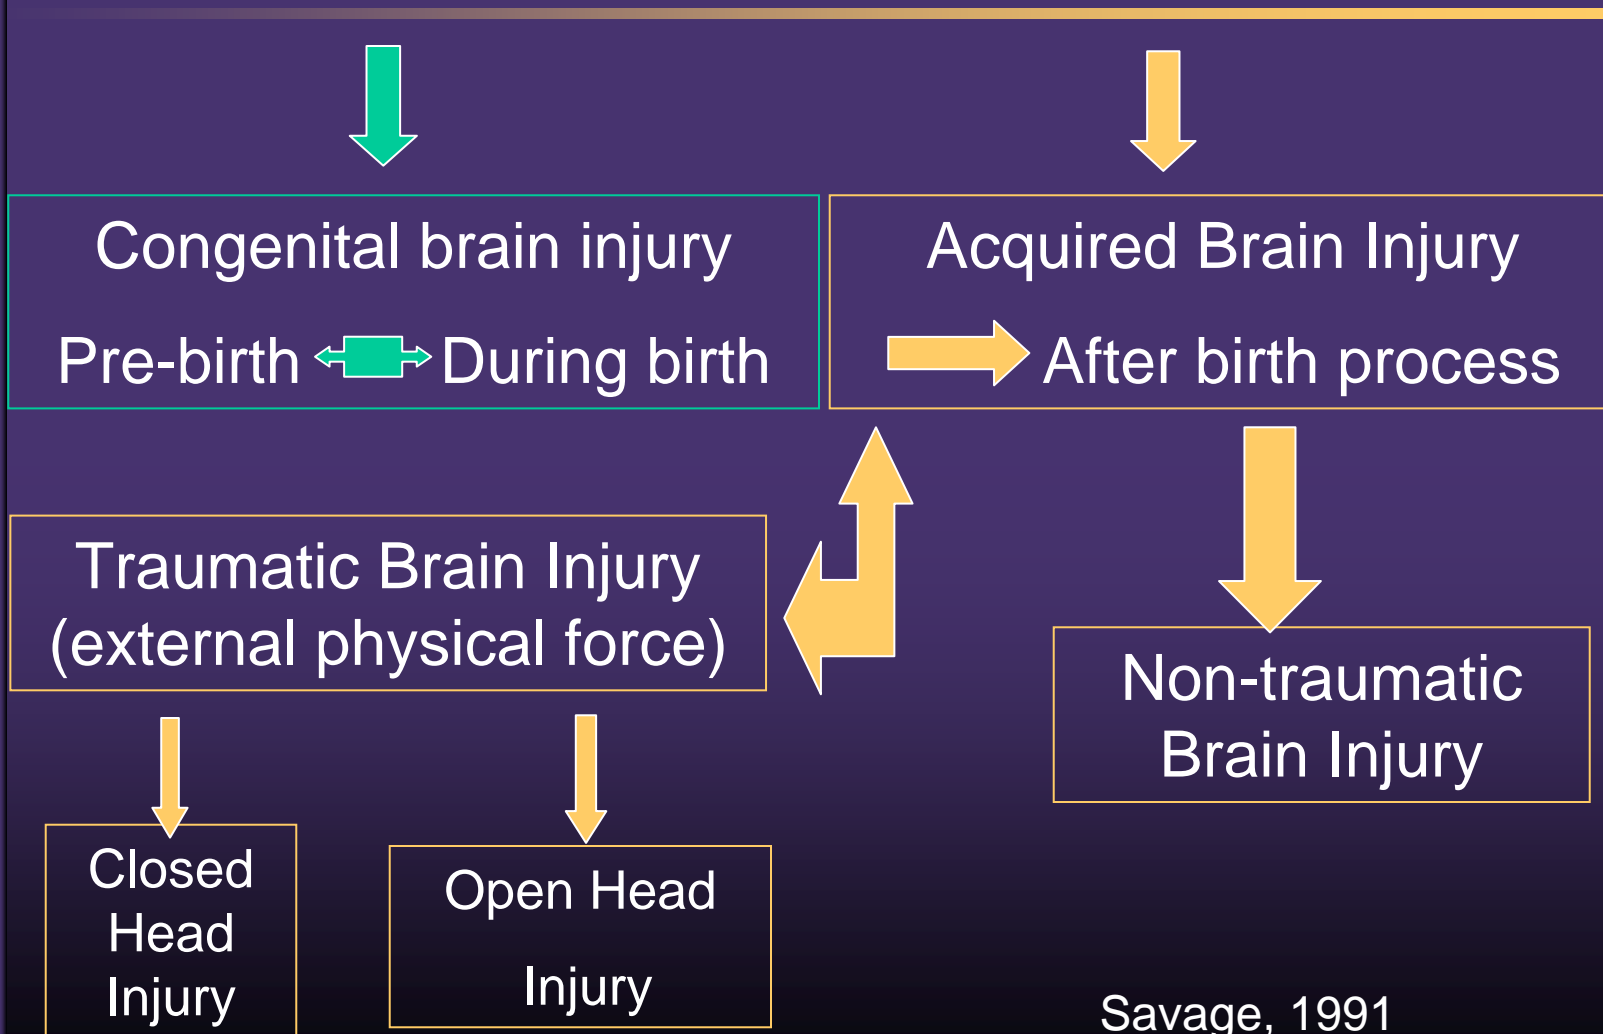 Congenital brain injury
Pre-birth During birth
Acquired Brain Injury
After birth process
Traumatic Brain Injury
(external physical force)
Non-traumatic
Brain Injury
Closed
Head
Injury
Open Head
Injury
Savage, 1991